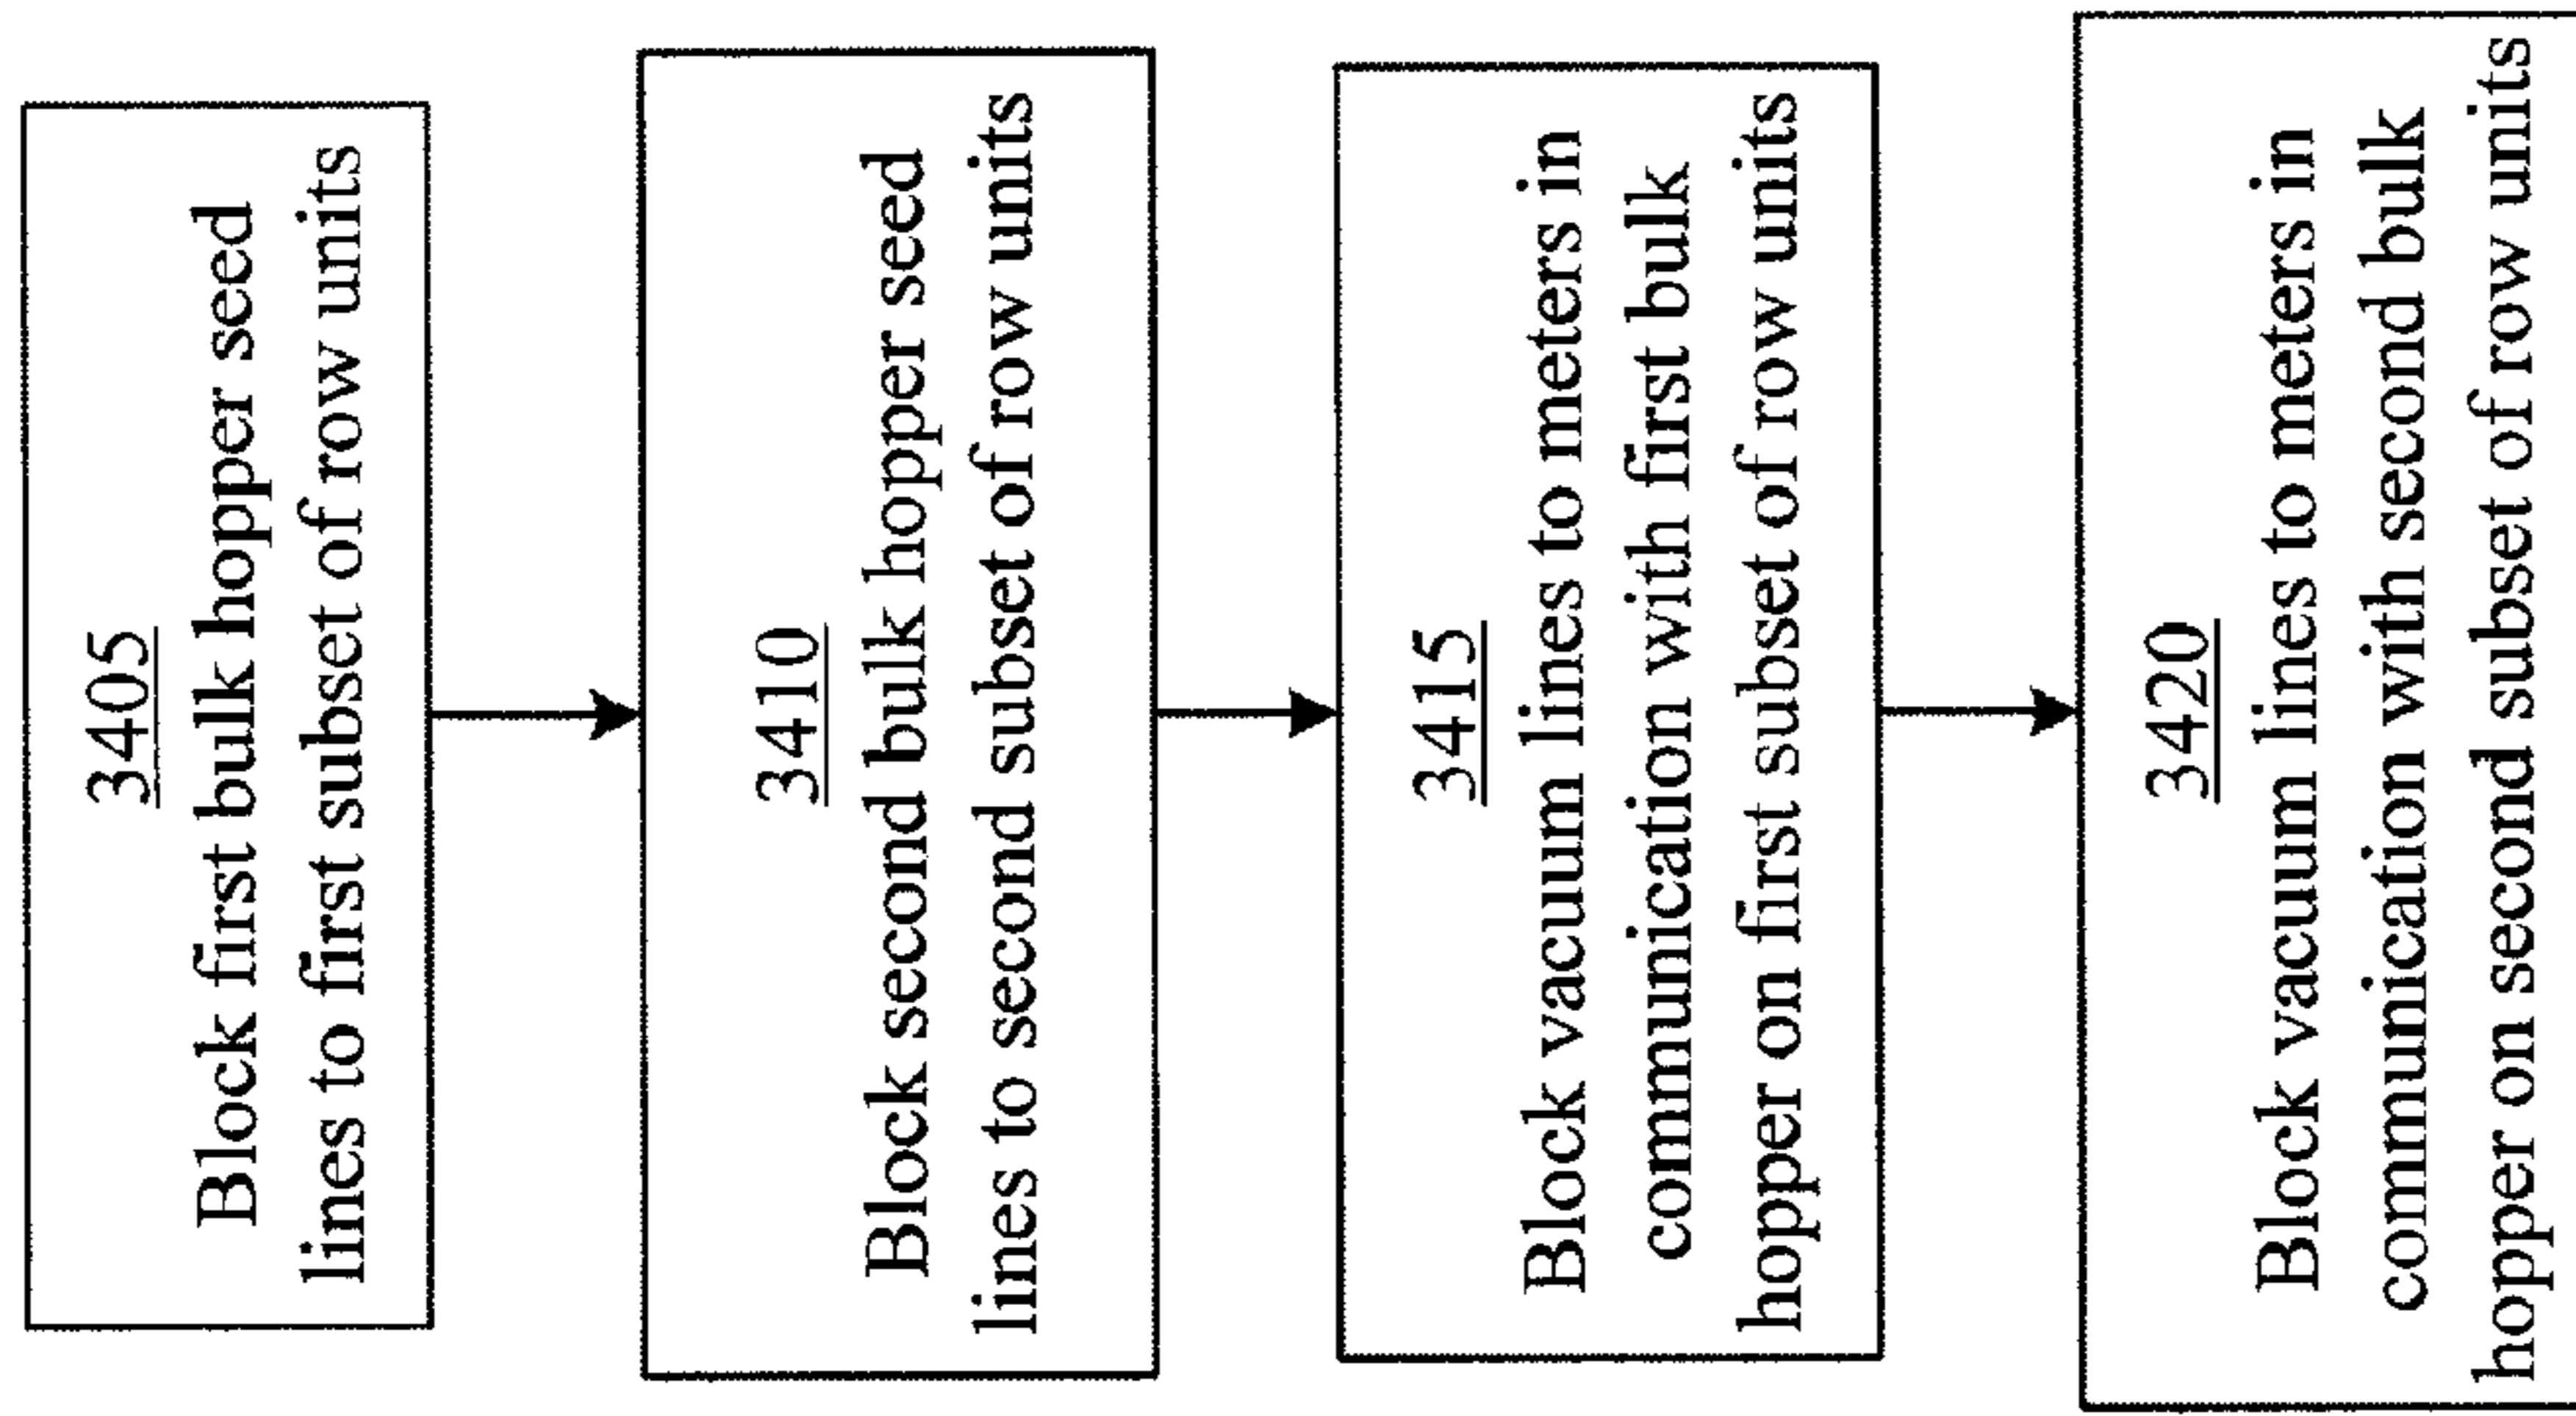 3405
Block first bulk hopper seed
lines to first subset of row units
3410
Block second bulk hopper seed
lines to second subset of row units
3415
Block vacuum lines to meters in
communication with first bulk
hopper on first subset of row units
3420
Block vacuum lines to meters in
communication with second bulk
hopper on second subset of row units